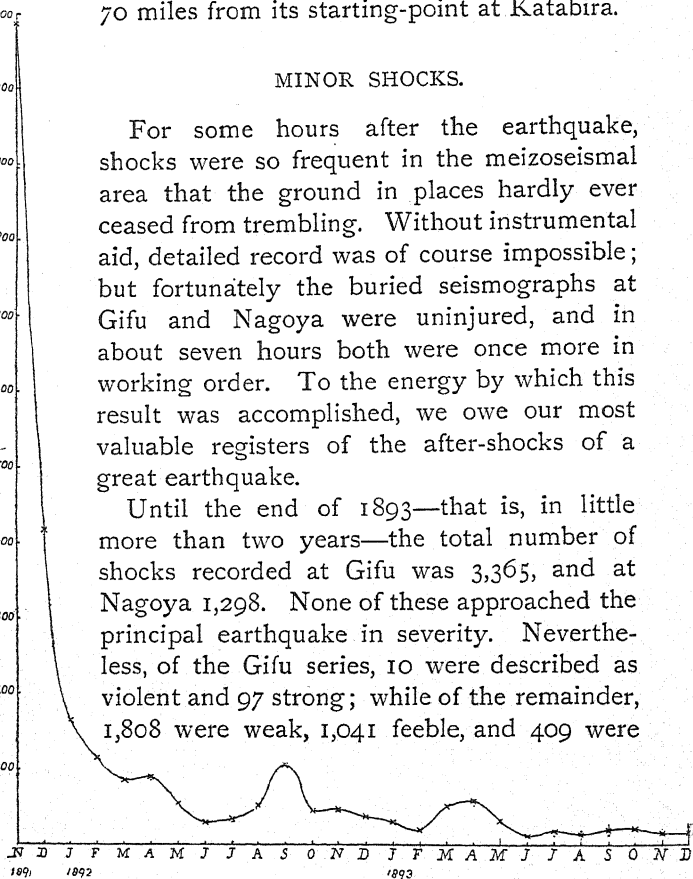 70 miles from its starting-point at Katabira.
MINOR SHOCKS.
For some hours after the earthquake,
shocks were so frequent in the meizoseismal
area that the ground in places hardly ever
ceased from trembling. Without instrumental
aid, detailed record was of course impossible;
but fortunately the buried seismographs at
Gifu and Nagoya were uninjured, and in
about seven hours both were once more in
working order. To the energy by which this
result was accomplished, we owe our most
valuable registers of the after-shocks of a
great earthquake.
Until the end of 1893—that is, in little
more than two years—the total number of
shocks recorded at Gifu was 3,365, and at
Nagoya 1,298. None of these approached the
principal earthquake in severity. Neverthe-
less, of the Gifu series, 10 were described as
violent and 97 strong; while of the remainder,
1,808 were weak, 1,041 feeble, and 409 were
N D J F M A M J J A S O N D J F M A M J J A S O N D
1892 1893